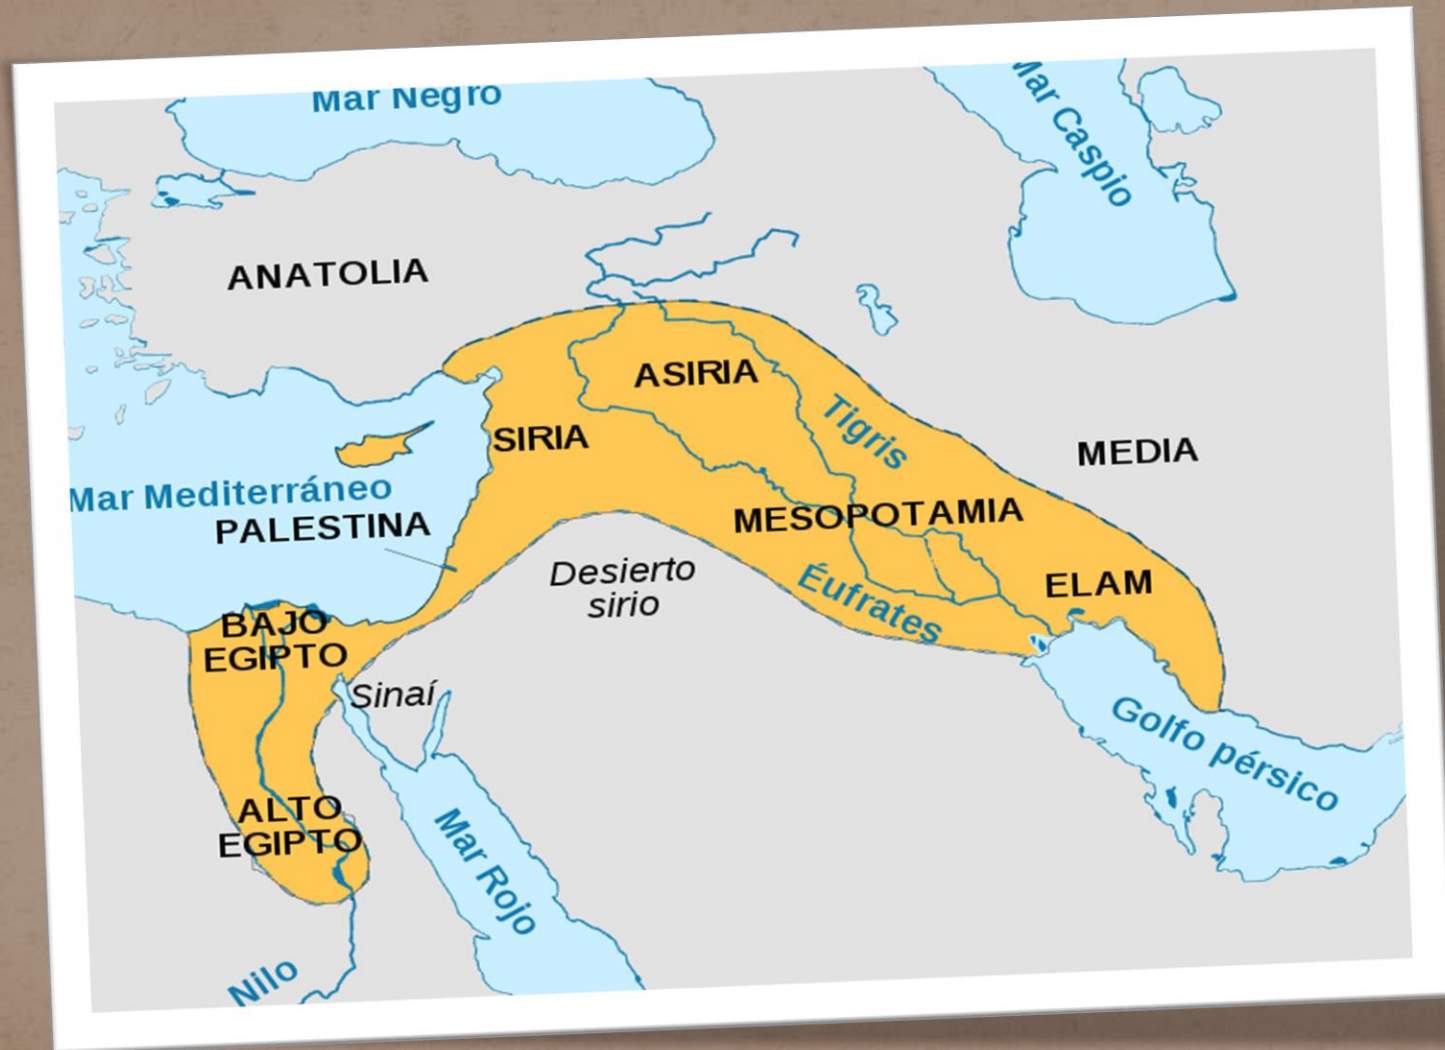 Mar Negro
Mar Caspio
ANATOLIA
ASIRIA
Tigris
SIRIA
MEDIA
Mar Mediterráneo
PALESTINA
MESOPOTAMIA
Desierto
sirio
Éufrates
ELAM
BAJO
EGIPTO
Sinaí
Golfo pérsico
ALTO
EGIPTO
Mar Rojo
Nilo